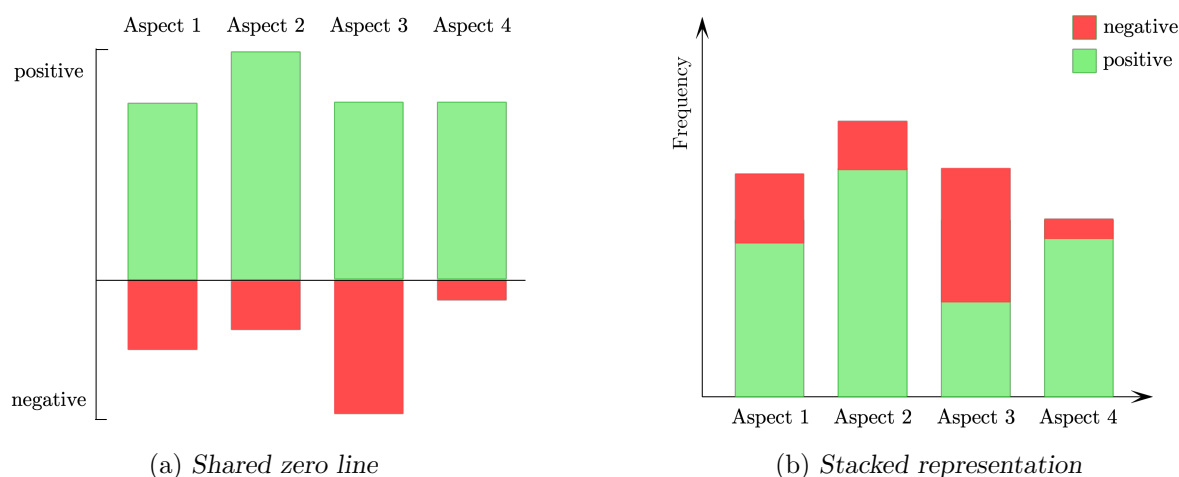 Aspect 1 Aspect 2 Aspect 3 Aspect 4
positive
negative
(a) Shared zero line
negative
positive
Frequency
Aspect 1 Aspect 2 Aspect 3 Aspect 4
(b) Stacked representation